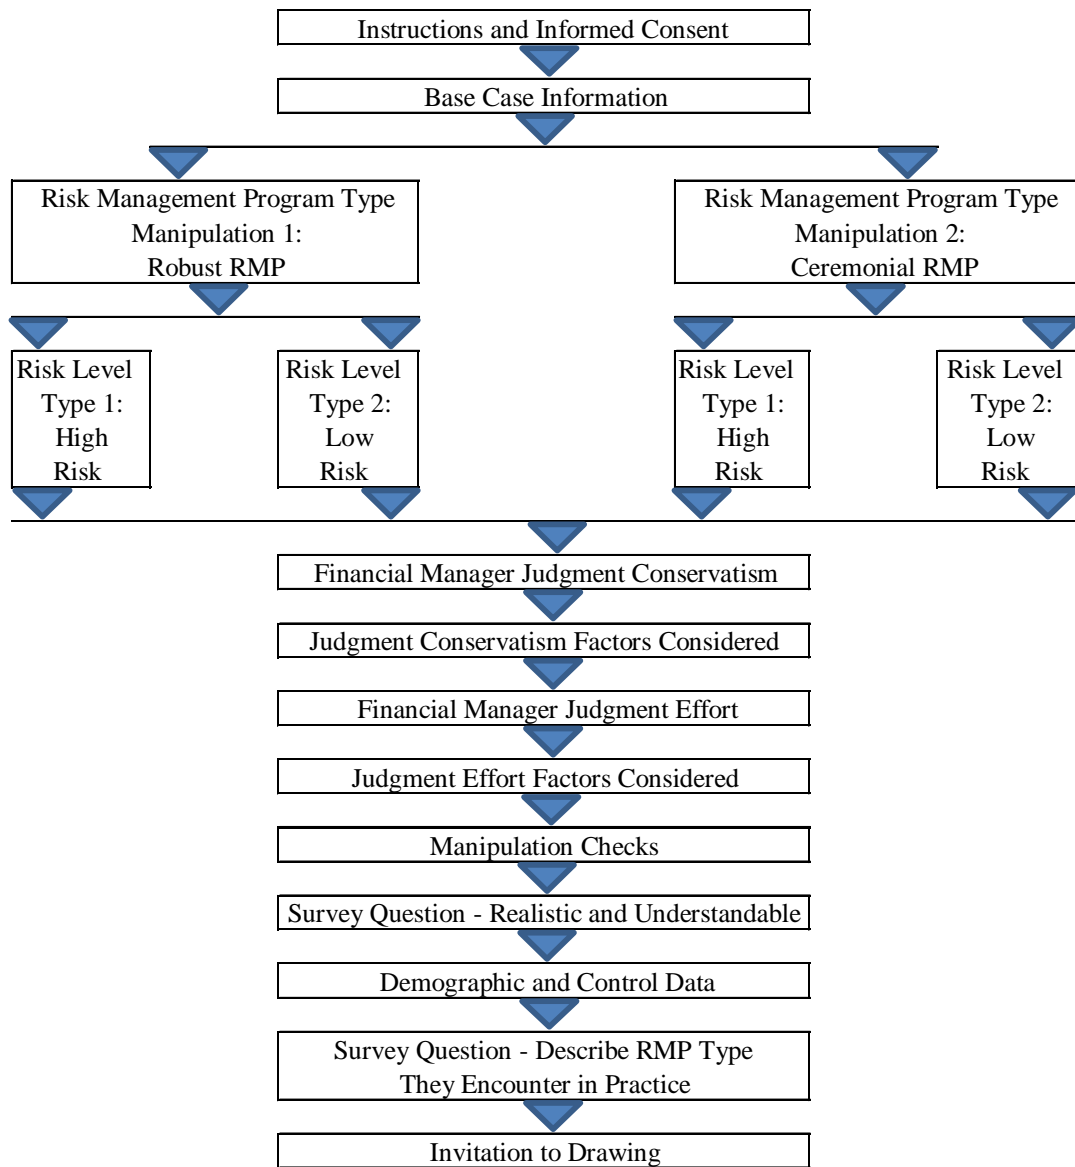 Instructions and Informed Consent
Base Case Information
Risk Management Program Type
Manipulation 1:
Robust RMP
Risk Management Program Type
Manipulation 2:
Ceremonial RMP
Risk Level
Type 1:
High
Risk
Risk Level
Type 2:
Low
Risk
Risk Level
Type 1:
High
Risk
Risk Level
Type 2:
Low
Risk
Financial Manager Judgment Conservatism
Judgment Conservatism Factors Considered
Financial Manager Judgment Effort
Judgment Effort Factors Considered
Manipulation Checks
Survey Question - Realistic and Understandable
Demographic and Control Data
Survey Question - Describe RMP Type
They Encounter in Practice
Invitation to Drawing